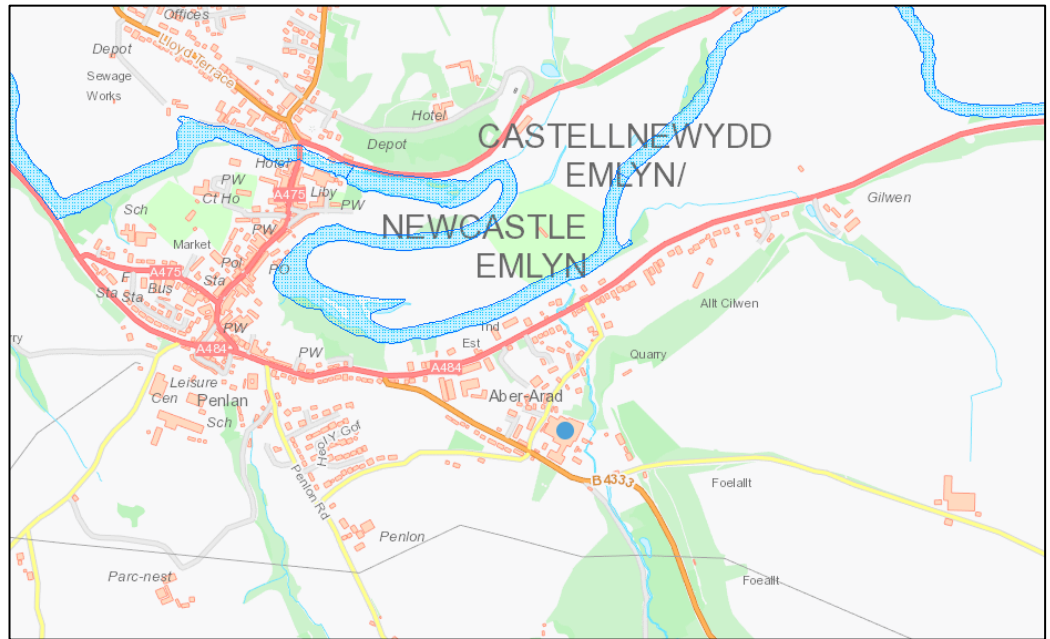 Offices
Depot
Lloyd Terrace
Sewage
Works
Hotel
Depot
CASTELLNEWYDD
EMLYN/
Hotel
PW
A475
Liby
Ct Ho
PW
Gilwen
Sch
PW
NEWCASTLE
EMLYN
Market
Pol
Sta
PO
A475
F
Sta
Bus
Sta
Allt Cilwen
PW
Ind
Est
A484
PW
Quarry
A484
Leisure
Cen
Penlan
Aber-Arad
Sch
Heol Y Gof
B4333
Foelallt
Penlon Rd
Penlon
Parc-nest
Foeallt